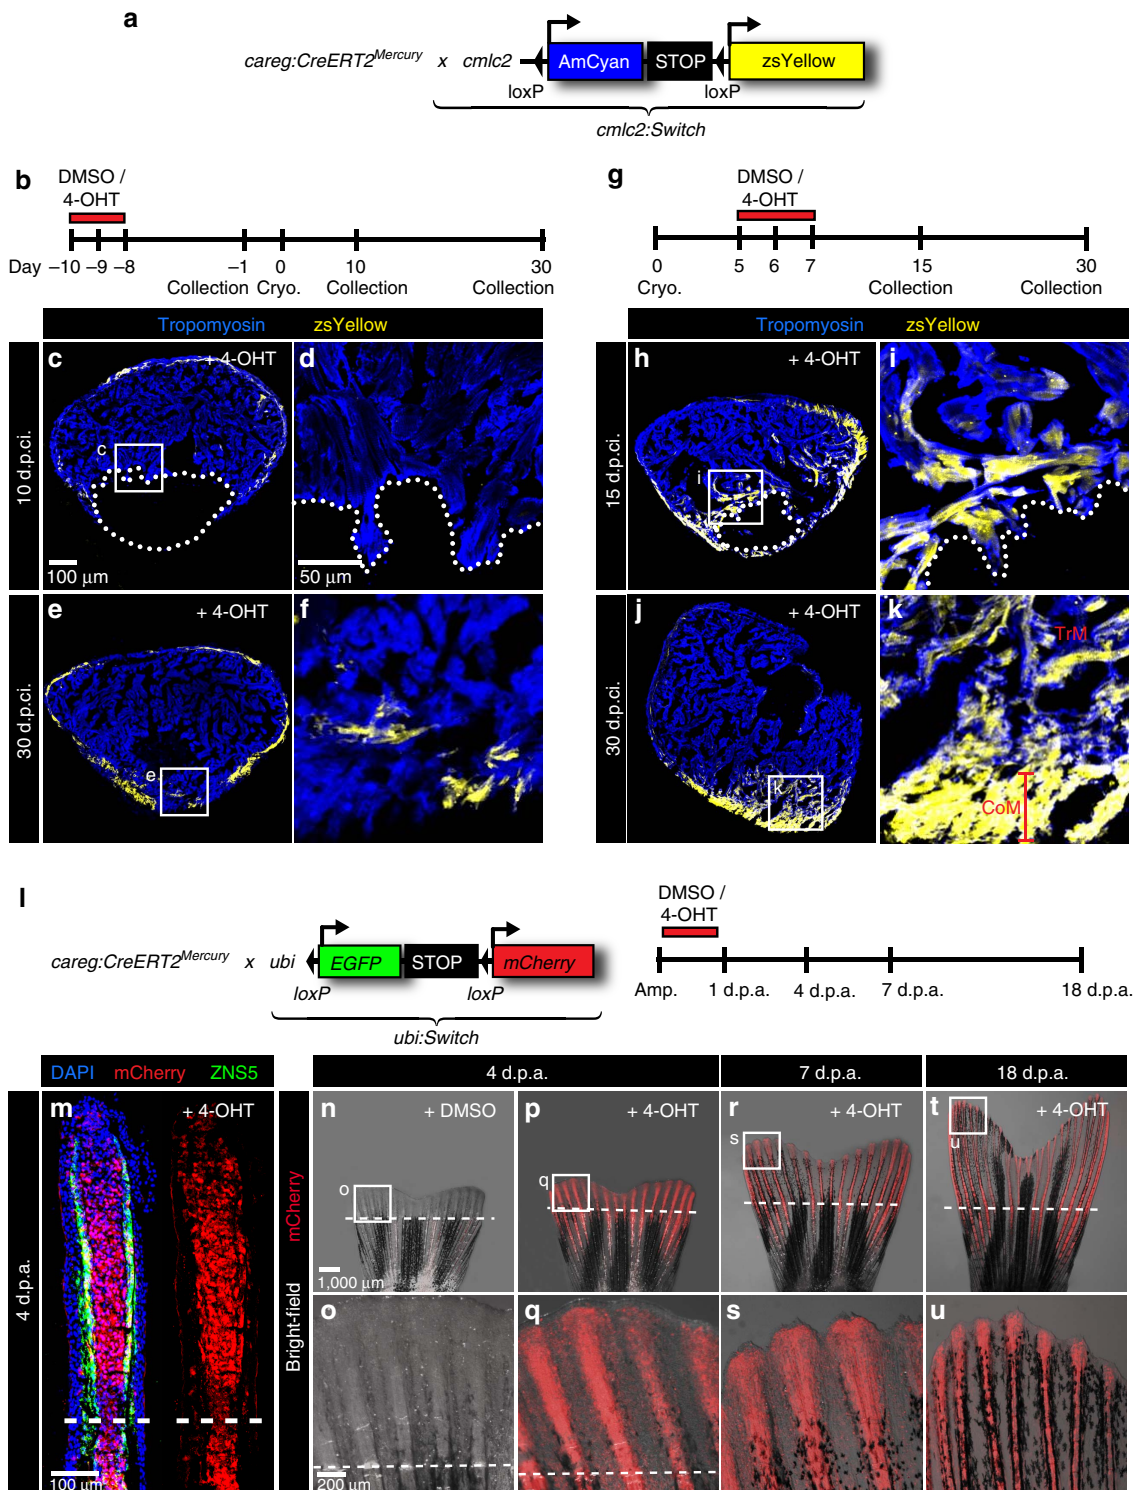 a
careg:CreERT2Mercury x cmlc2 AmCyan STOP zsYellow
loxP loxP
cmlc2:Switch
b
DMSO /
4-OHT
Day –10 –9 –8 –1 0 10 30
Collection Cryo. Collection Collection
g
DMSO /
4-OHT
0 5 6 7 15 30
Cryo. Collection Collection
Tropomyosin zsYellow
10 d.p.ci.
c + 4-OHT
c
100 µm
d
50 µm
30 d.p.ci.
e + 4-OHT
e
f
Tropomyosin zsYellow
15 d.p.ci.
h + 4-OHT
i
i
30 d.p.ci.
j + 4-OHT
k
k
TrM
CoM
l
careg:CreERT2Mercury x ubi EGFP STOP mCherry
loxP loxP
ubi:Switch
DMSO /
4-OHT
Amp. 1 d.p.a. 4 d.p.a. 7 d.p.a. 18 d.p.a.
DAPI mCherry ZNS5
4 d.p.a.
m + 4-OHT
100 µm
Bright-field mCherry
4 d.p.a. 7 d.p.a. 18 d.p.a.
n + DMSO
o
1,000 µm
p + 4-OHT
q
r + 4-OHT
s
t + 4-OHT
u
o
200 µm
q
s
u